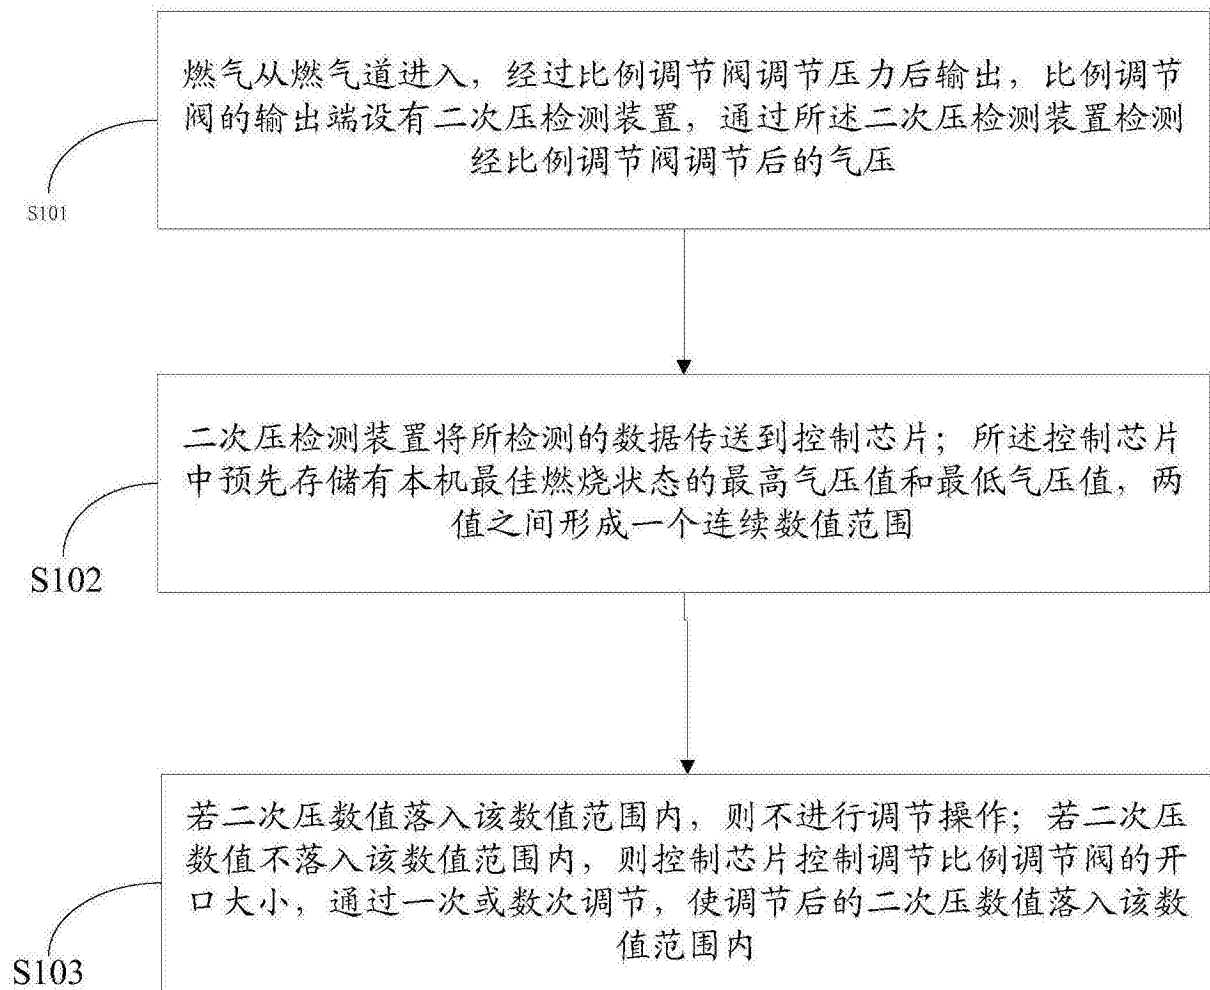 燃气从燃气道进入，经过比例调节阀调节压力后输出，比例调节
阀的输出端设有二次压检测装置，通过所述二次压检测装置检测
经比例调节阀调节后的气压
S101
二次压检测装置将所检测的数据传送到控制芯片；所述控制芯片
中预先存储有本机最佳燃烧状态的最高气压值和最低气压值，两
值之间形成一个连续数值范围
S102
若二次压数值落入该数值范围内，则不进行调节操作；若二次压
数值不落入该数值范围内，则控制芯片控制调节比例调节阀的开
口大小，通过一次或数次调节，使调节后的二次压数值落入该数
值范围内
S103